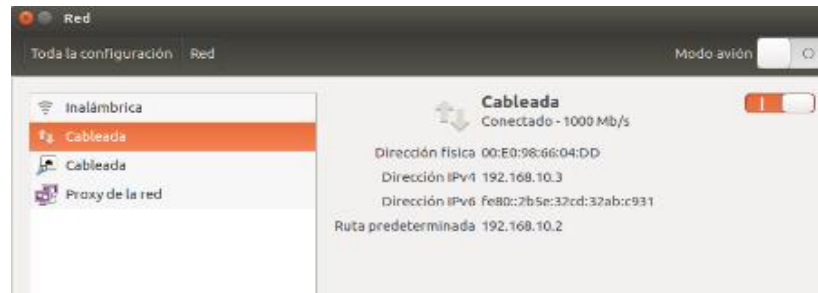 Red
Toda la configuración Red Modo avión
Inalámbrica
Cableada
Cableada
Proxy de la red
Cableada
Conectado - 1000 Mb/s
Dirección física 00:E0:98:66:04:DD
Dirección IPv4 192.168.10.3
Dirección IPv6 fe80::2b5e:32cd:32ab:c931
Ruta predeterminada 192.168.10.2